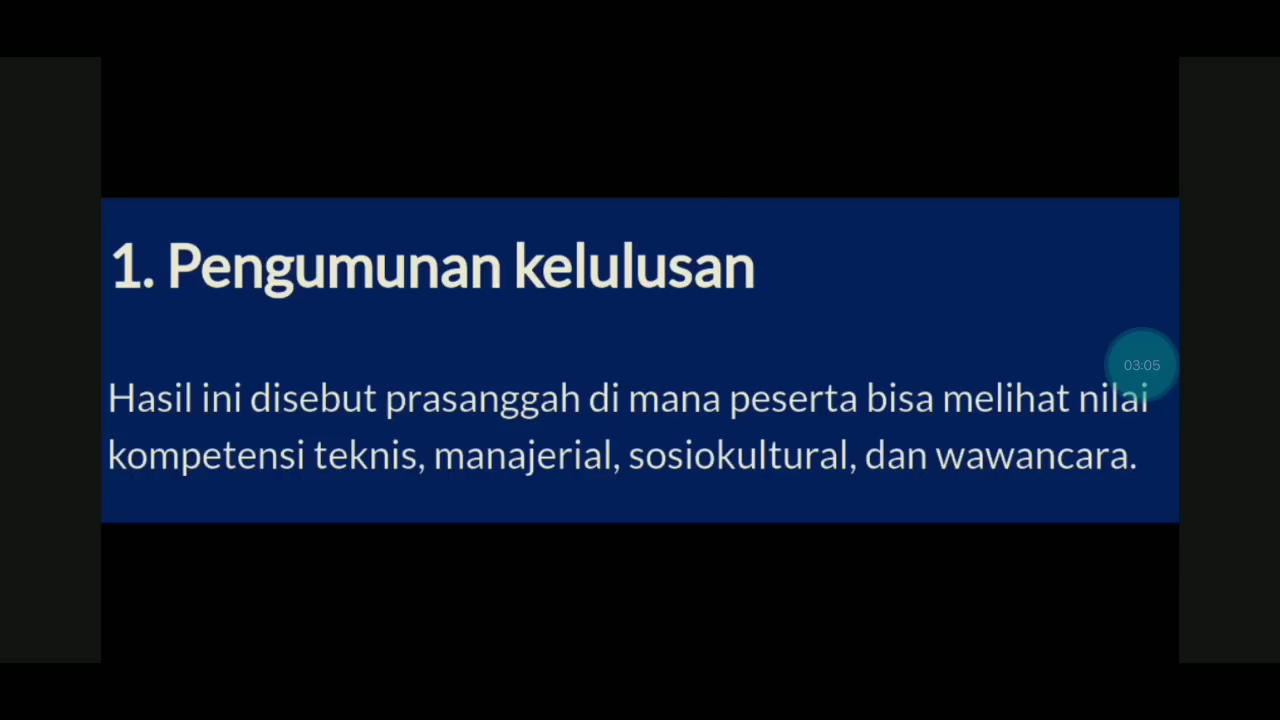 1. Pengumunan kelulusan
Hasil ini disebut prasanggah di mana peserta bisa melihat nilai
03:05
kompetensi teknis, manajerial, sosiokultural, dan wawancara.